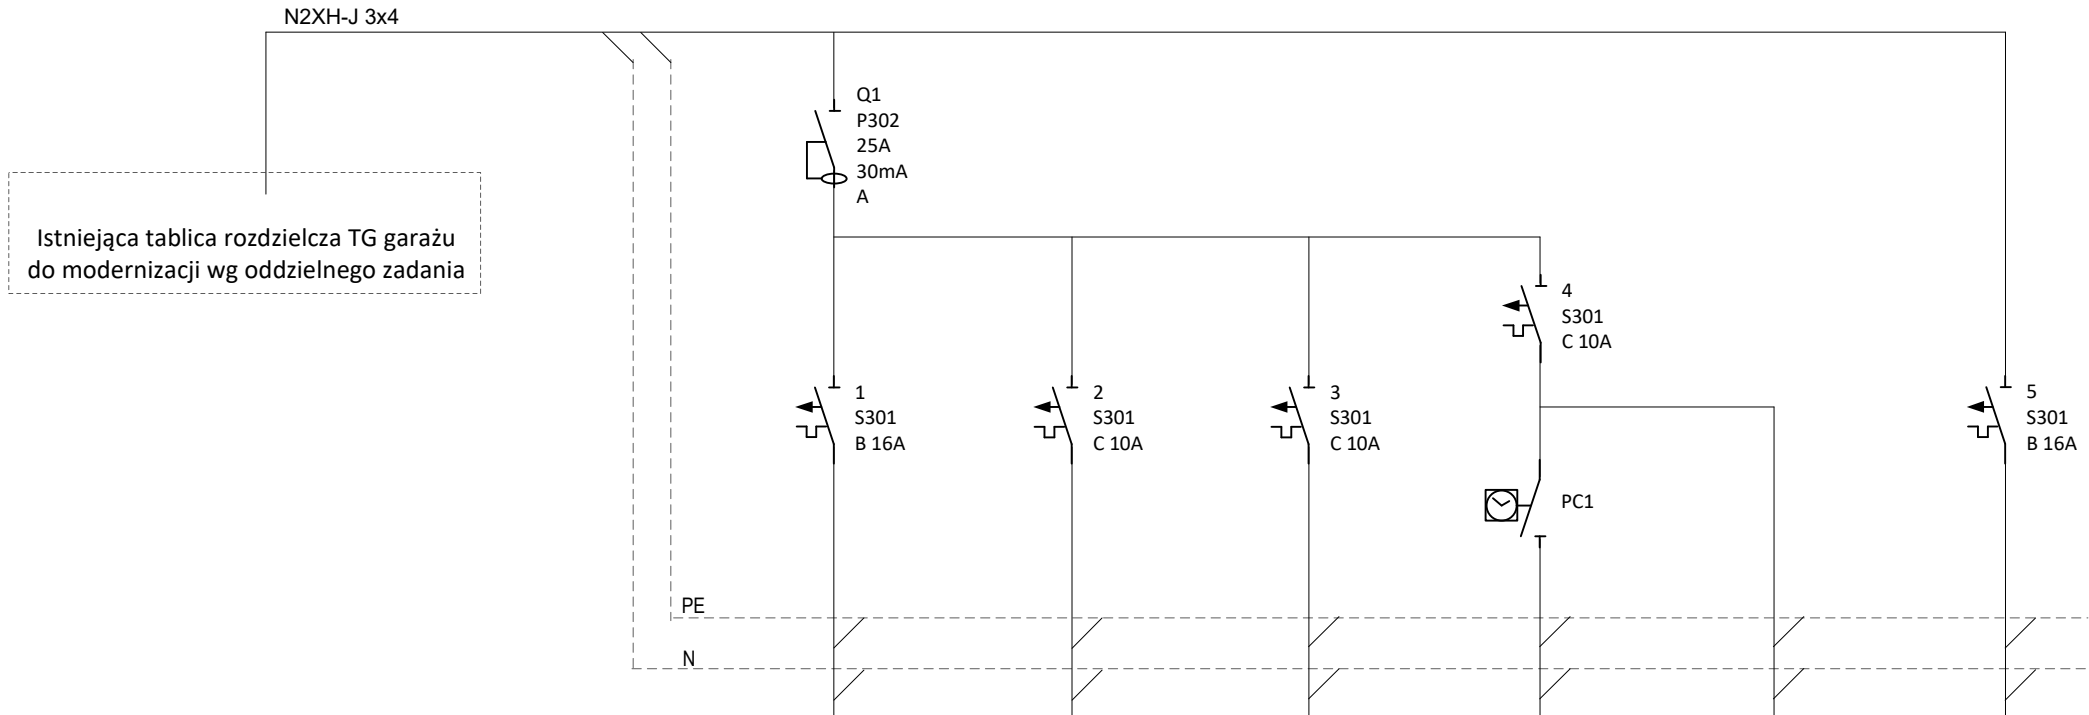 N2XH-J 3x4
Q1
P302
25A
30mA
A
Istniejąca tablica rozdzielcza TG garażu
do modernizacji wg oddzielnego zadania
4
S301
C 10A
1
S301
B 16A
2
S301
C 10A
3
S301
C 10A
5
S301
B 16A
PC1
PE
N